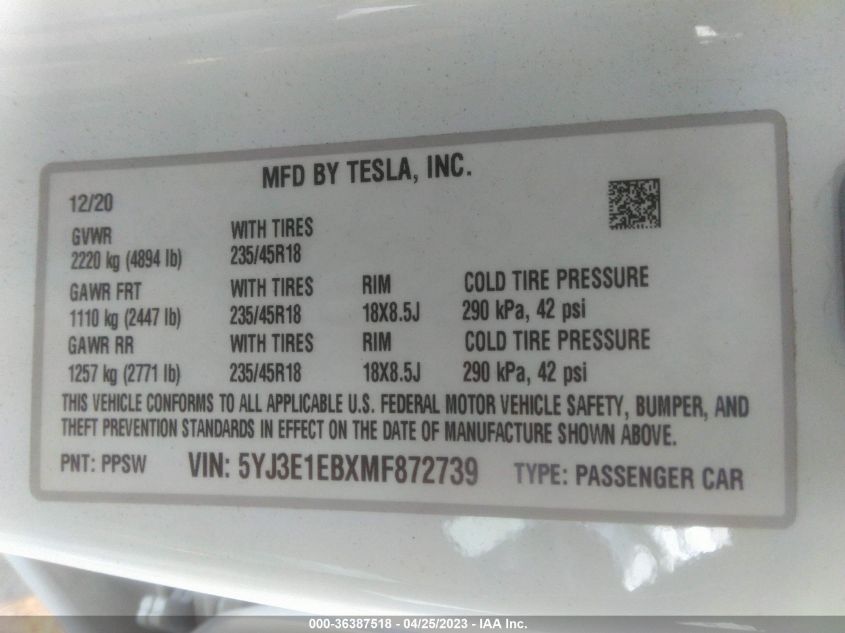 MFD BY TESLA, INC.
12/20
GVWR WITH TIRES
2220 kg (4894 lb) 235/45R18
GAWR FRT WITH TIRES RIM COLD TIRE PRESSURE
1110 kg (2447 lb) 235/45R18 18X8.5J 290 kPa, 42 psi
GAWR RR WITH TIRES RIM COLD TIRE PRESSURE
1257 kg (2771 lb) 235/45R18 18X8.5J 290 kPa, 42 psi
THIS VEHICLE CONFORMS TO ALL APPLICABLE U.S. FEDERAL MOTOR VEHICLE SAFETY, BUMPER, AND
THEFT PREVENTION STANDARDS IN EFFECT ON THE DATE OF MANUFACTURE SHOWN ABOVE.
PNT: PPSW VIN: 5YJ3E1EBXMF872739 TYPE: PASSENGER CAR
000-36387518 - 04/25/2023 - IAA Inc.